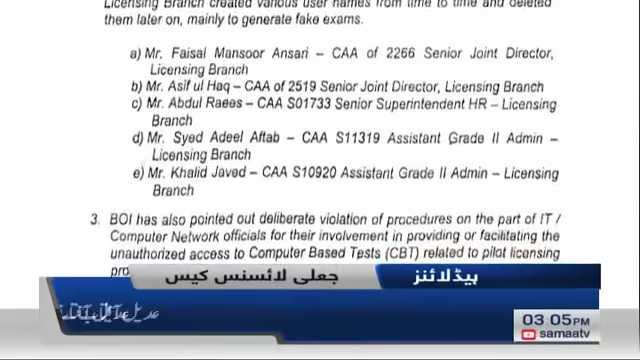 Licensing Branch created various user names from time to time and deleted
them later on, mainly to generate fake exams.
a) Mr. Faisal Mansoor Ansari – CAA of 2266 Senior Joint Director,
Licensing Branch
b) Mr. Asif ul Haq – CAA of 2519 Senior Joint Director, Licensing Branch
c) Mr. Abdul Raees – CAA S01733 Senior Superintendent HR – Licensing
Branch
d) Mr. Syed Adeel Aftab – CAA S11319 Assistant Grade II Admin –
Licensing Branch
e) Mr. Khalid Javed – CAA S10920 Assistant Grade II Admin – Licensing
Branch
3. BOI has also pointed out deliberate violation of procedures on the part of IT /
Computer Network officials for their involvement in providing or facilitating the
unauthorized access to Computer Based Tests (CBT) related to pilot licensing
pro
ہیڈلائنز
جعلی لائسنس کیس
03:05PM
samaatv